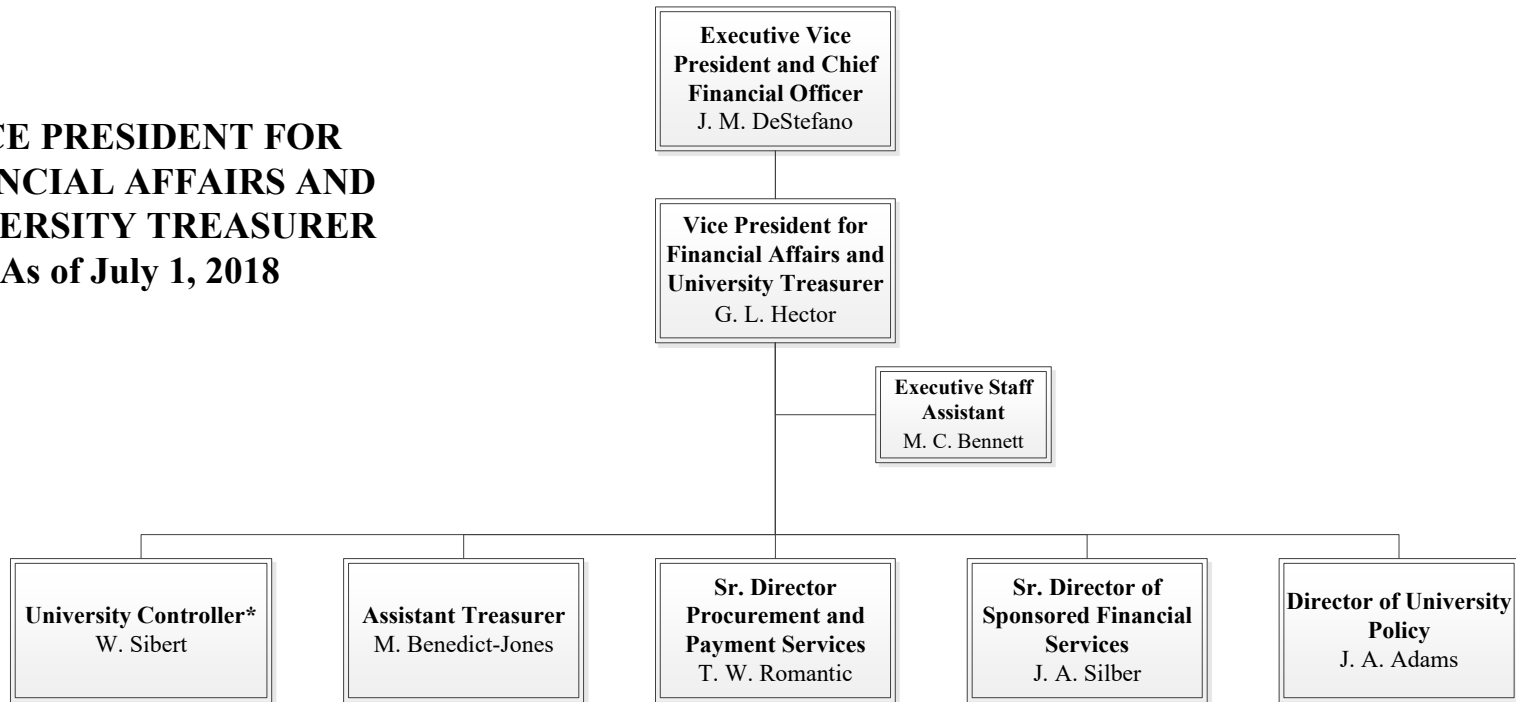 Executive Vice
President and Chief
Financial Officer
J. M. DeStefano
CE PRESIDENT FOR
NCIAL AFFAIRS AND
ERSITY TREASURER
As of July 1, 2018
Vice President for
Financial Affairs and
University Treasurer
G. L. Hector
Executive Staff
Assistant
M. C. Bennett
University Controller*
W. Sibert
Assistant Treasurer
M. Benedict-Jones
Sr. Director
Procurement and
Payment Services
T. W. Romantic
Sr. Director of
Sponsored Financial
Services
J. A. Silber
Director of University
Policy
J. A. Adams